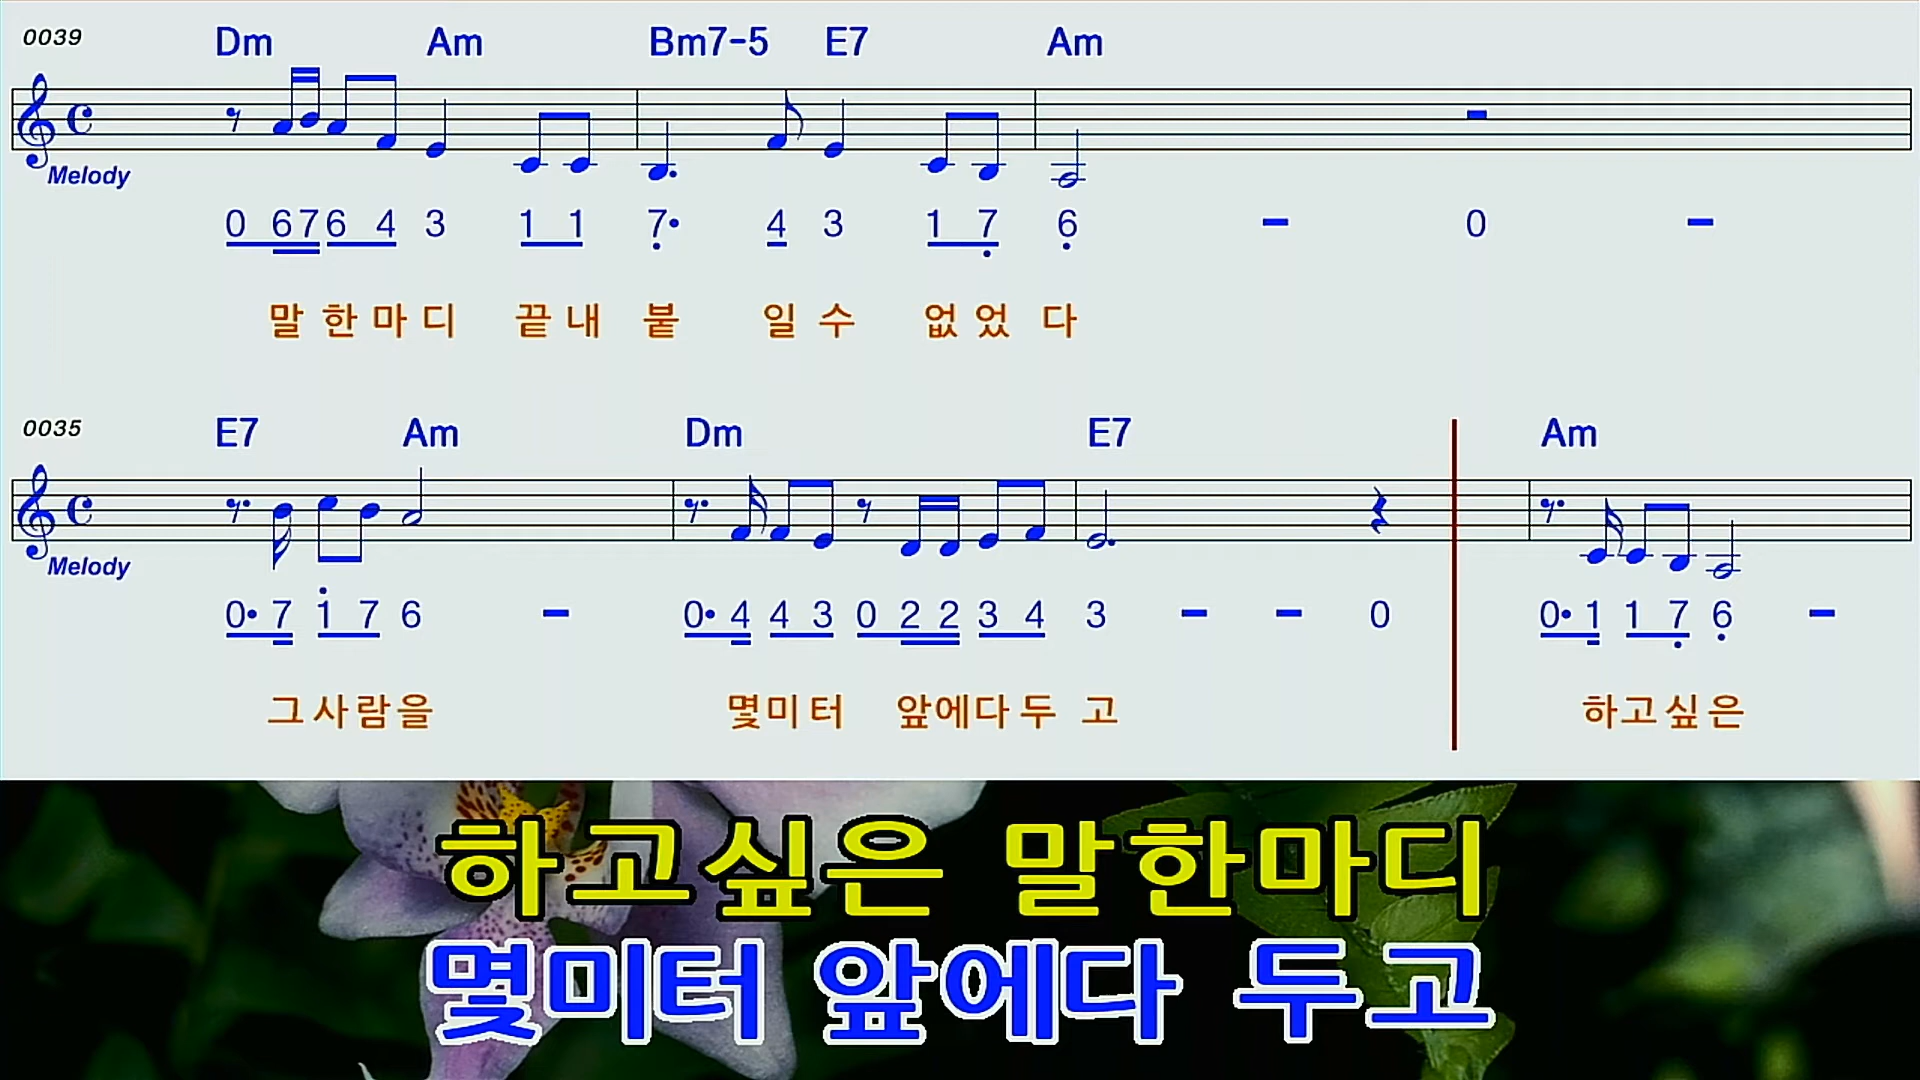 0039 Dm Am Bm7-5 E7 Am
Melody
0 6 7 6 4 3 1 1 7• 4 3 1 7 6 - 0 -
말 한 마 디 끝 내 붙 일 수 없 었 다
0035 E7 Am Dm E7 Am
Melody
0• 7 1 7 6 - 0• 4 4 3 0 2 2 3 4 3 - - 0 0• 1 1 7 6 -
그 사 람 을 몇 미 터 앞 에 다 두 고 하 고 싶 은
하고싶은 말한마디
몇미터 앞에다 두고